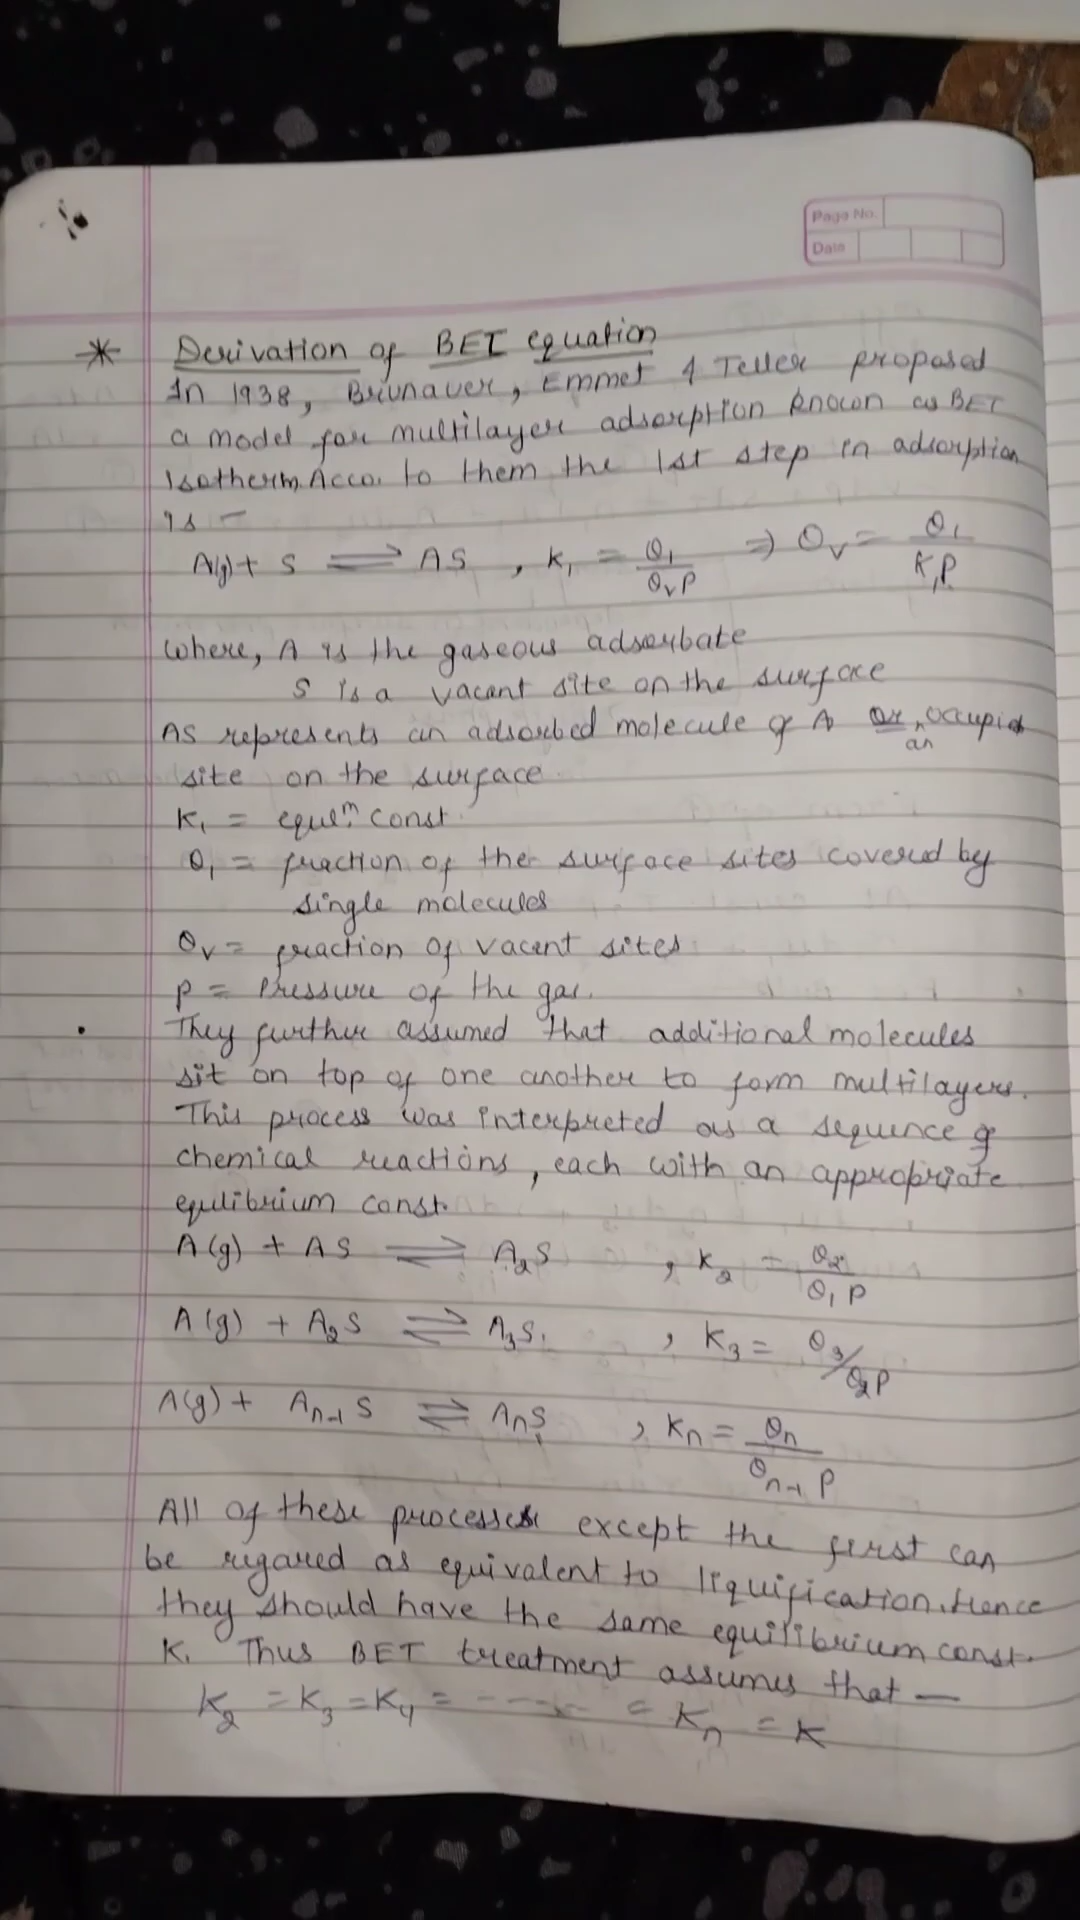 Page No.
Date
* Derivation of BET equation
In 1938, Briunaver, Emmet & Teller proposed
a model for multilayer adsorption known as BET
Isotherm. Acco. to them the 1st step in adsorption
is -
A(g) + S ⇌ AS , K₁ = θ₁/θᵥP ⇒ θᵥ = θ₁/K₁P
where, A is the gaseous adsorbate
S is a vacant site on the surface
AS represents an adsorbed molecule of A or an occupied
site on the surface.
K₁ = equeᵐ const.
θ₁ = fraction of the surface sites covered by
single molecules
θᵥ = fraction of vacant sites
P = Pressure of the gas.
• They further assumed that additional molecules
sit on top of one another to form multilayers.
This process was interpreted as a sequence of
chemical reactions, each with an appropriate
equlibrium const.
A(g) + AS ⇌ A₂S , K₂ = θ₂/θ₁P
A(g) + A₂S ⇌ A₃S , K₃ = θ₃/θ₂P
A(g) + Aₙ₋₁S ⇌ AₙS , Kₙ = θₙ/θₙ₋₁P
All of these processes except the first can
be regared as equivalent to liquification. Hence
they should have the same equilibrium const.
K. Thus BET treatment assumes that —
K₂ = K₃ = K₄ = ---- = Kₙ = K